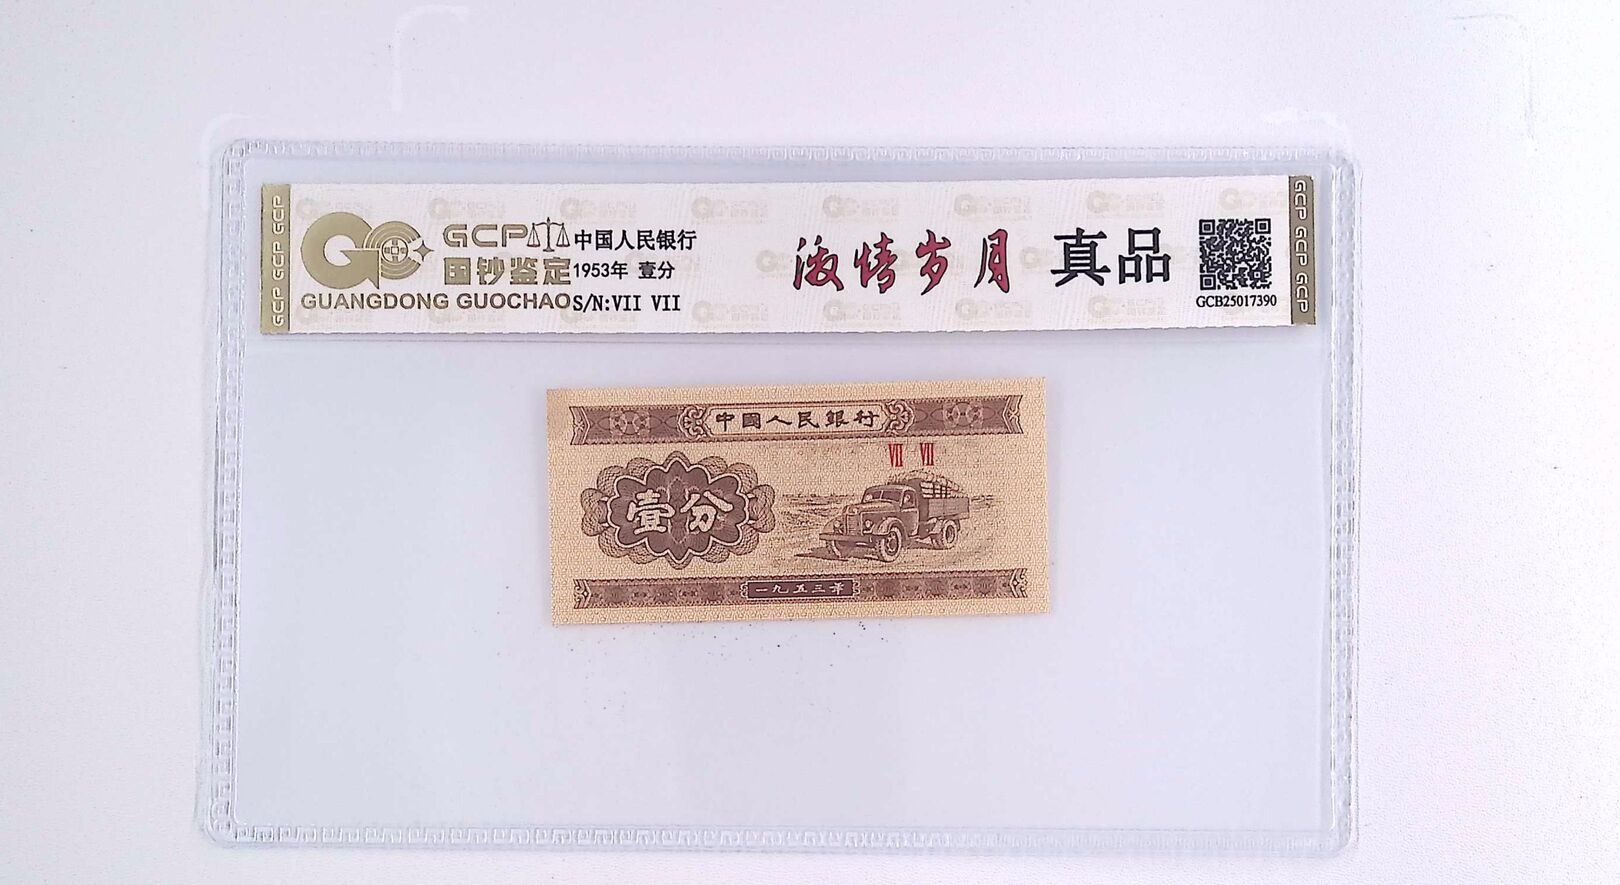 GCP
国钞鉴定
GUANGDONG GUOCHAO
中国人民银行
1953年 壹分
S/N:VII VII
激情岁月 真品
GCB25017390
GCP GCP GCP
GCP GCP GCP
中國人民銀行
VII VII
壹分
一九五三年